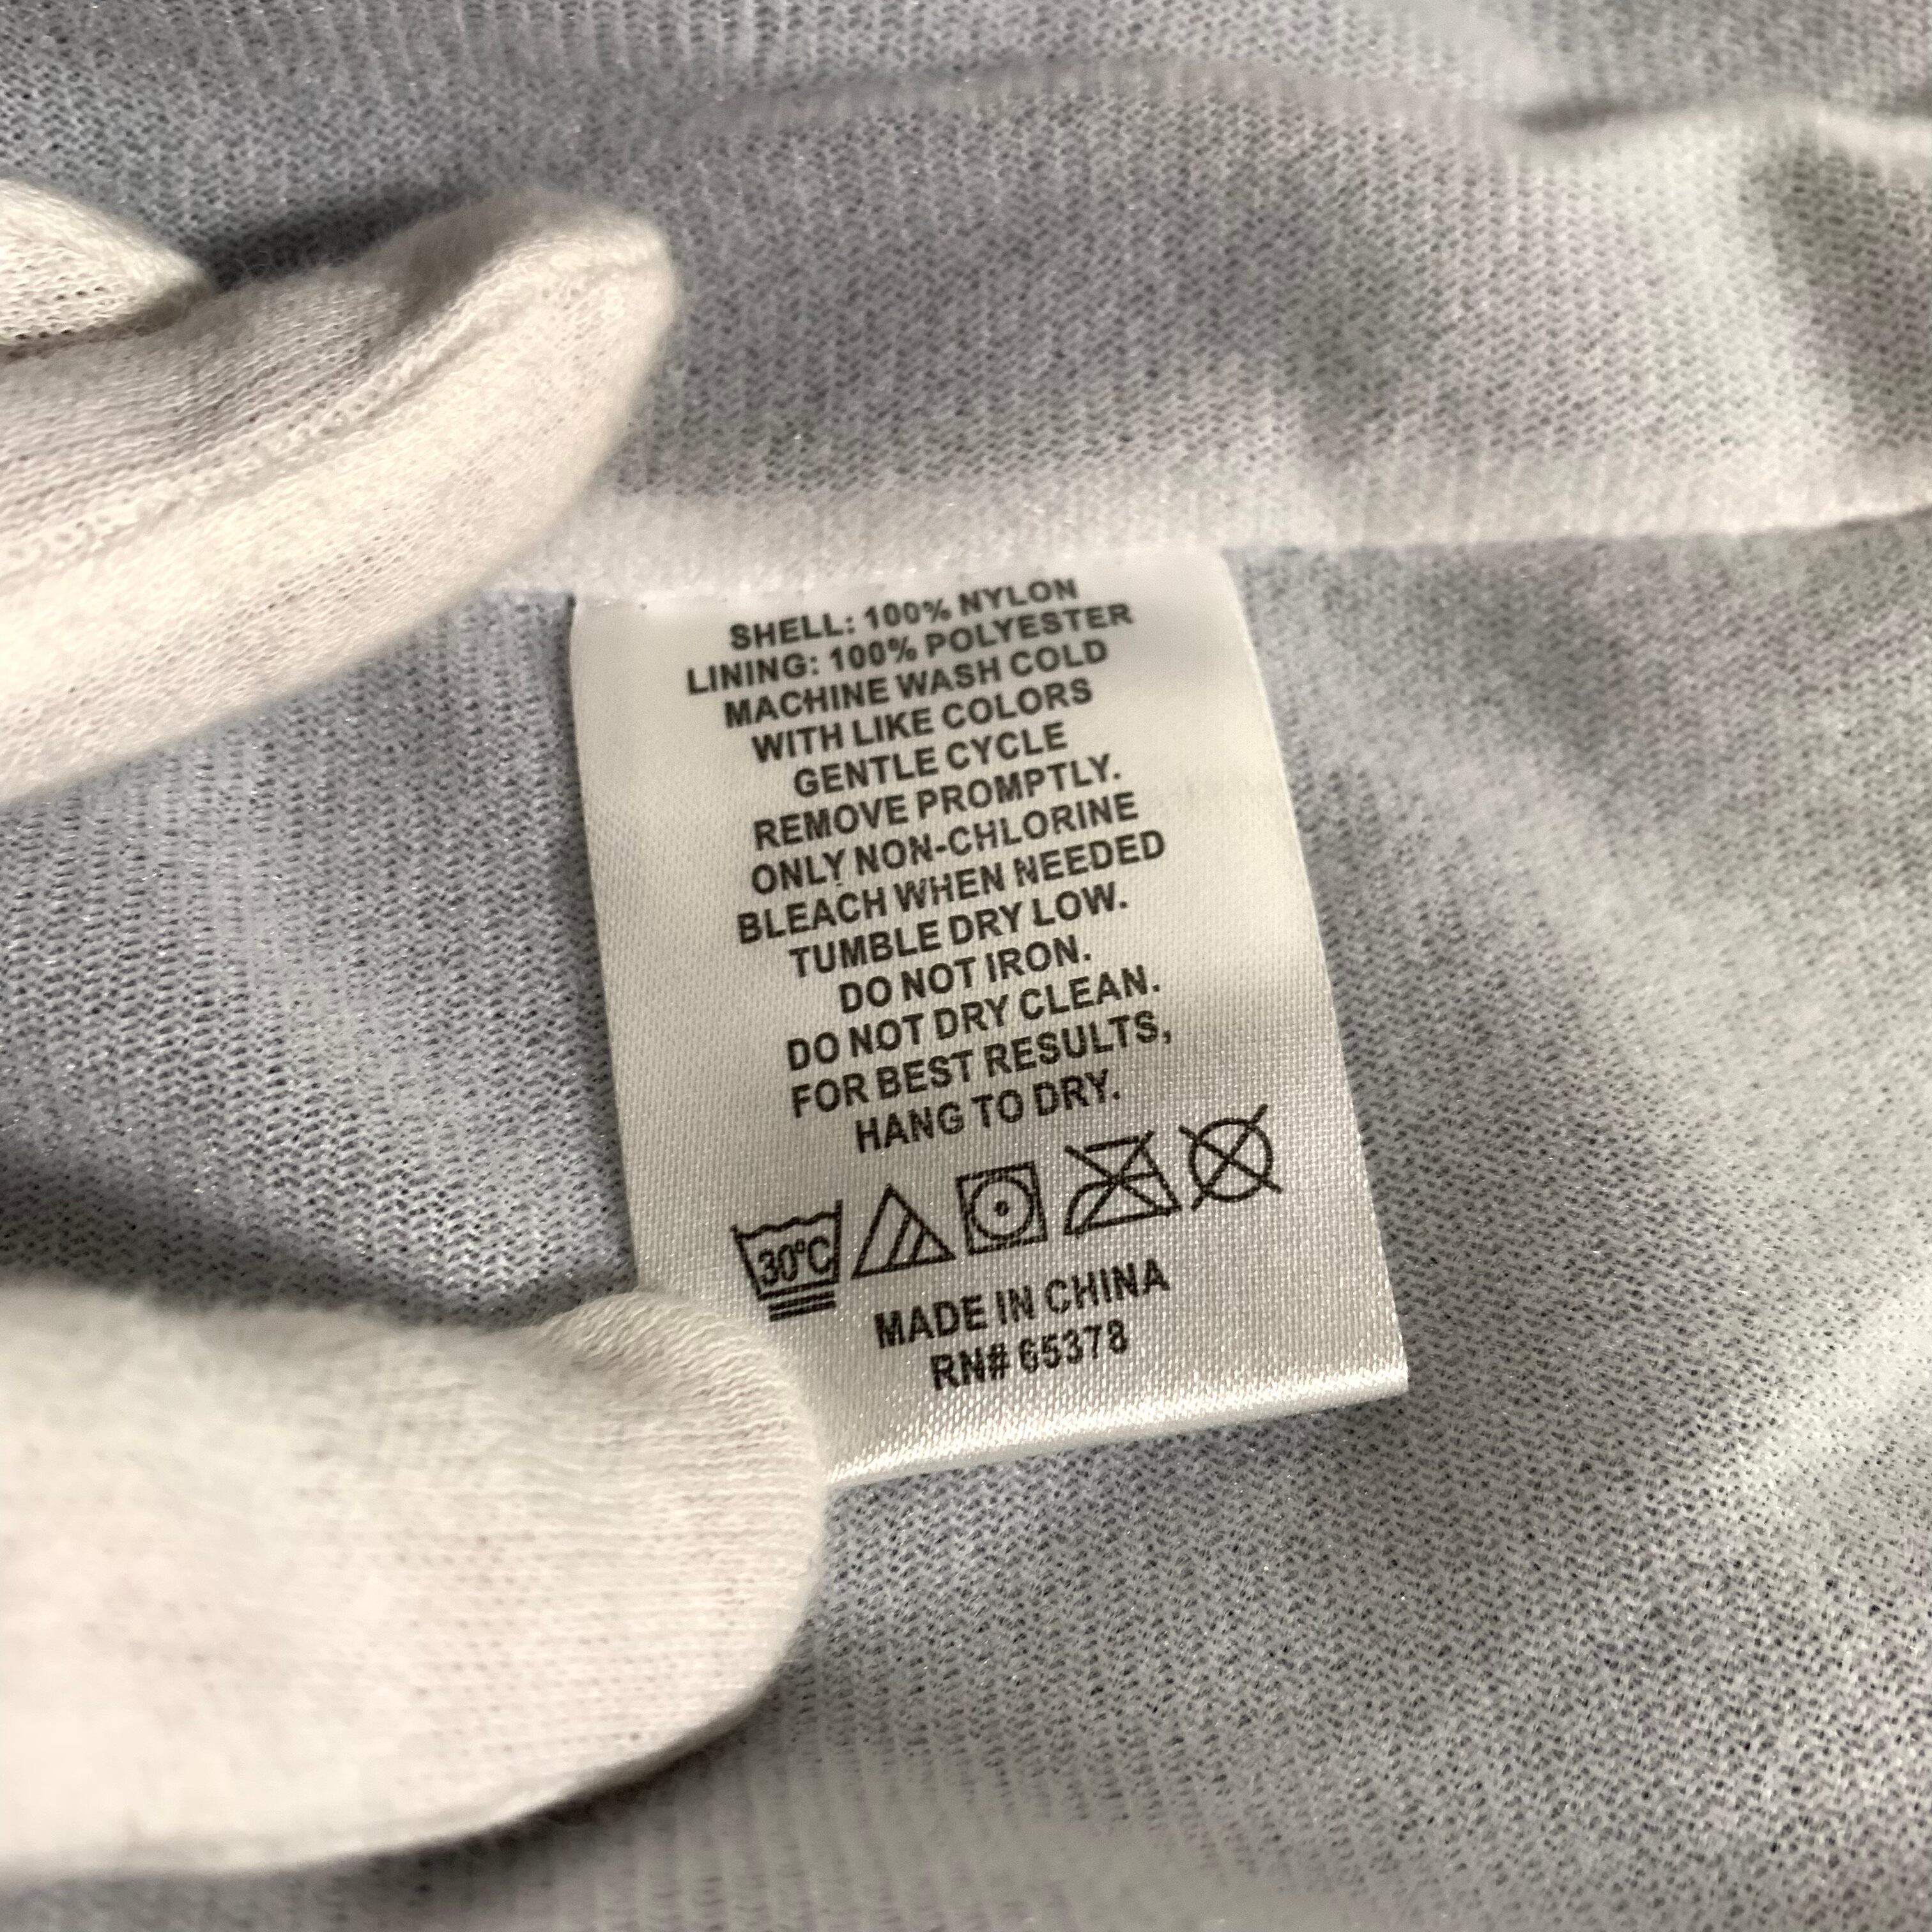 SHELL: 100% NYLON
LINING: 100% POLYESTER
MACHINE WASH COLD
WITH LIKE COLORS
GENTLE CYCLE
REMOVE PROMPTLY.
ONLY NON-CHLORINE
BLEACH WHEN NEEDED
TUMBLE DRY LOW.
DO NOT IRON.
DO NOT DRY CLEAN.
FOR BEST RESULTS,
HANG TO DRY.
30°C
MADE IN CHINA
RN# 65378